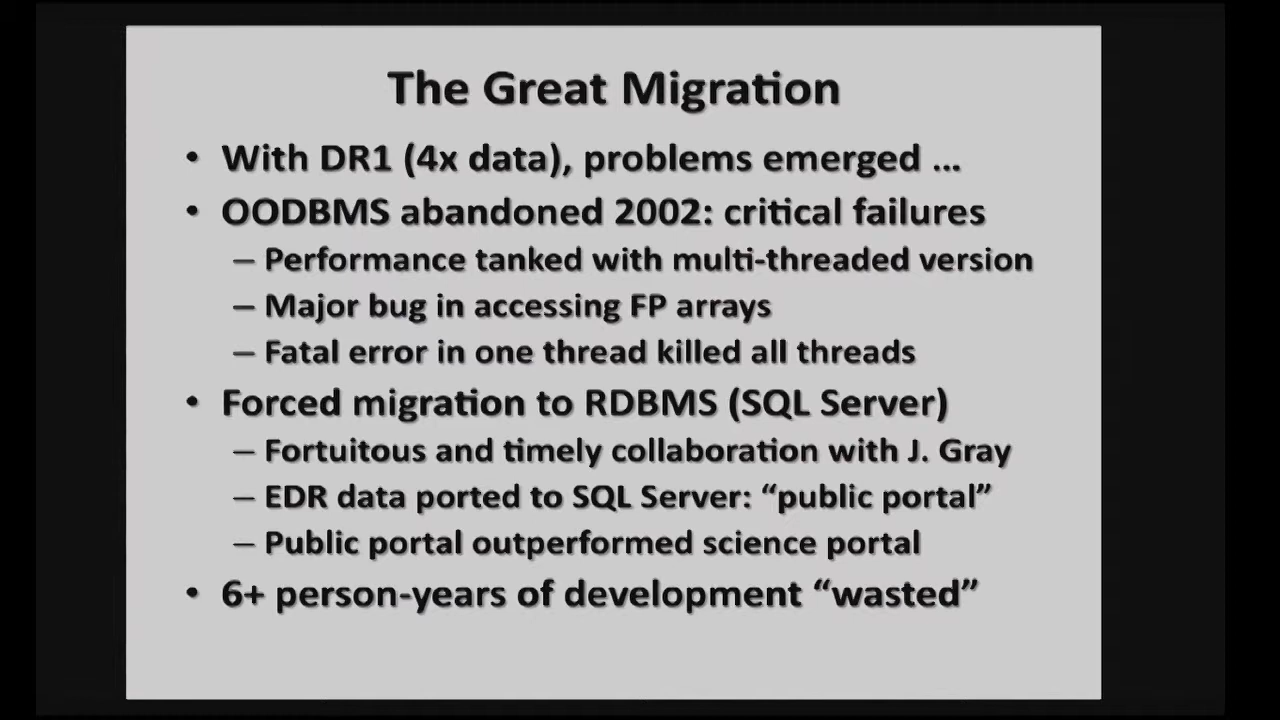 The Great Migration
• With DR1 (4x data), problems emerged …
• OODBMS abandoned 2002: critical failures
– Performance tanked with multi-threaded version
– Major bug in accessing FP arrays
– Fatal error in one thread killed all threads
• Forced migration to RDBMS (SQL Server)
– Fortuitous and timely collaboration with J. Gray
– EDR data ported to SQL Server: “public portal”
– Public portal outperformed science portal
• 6+ person-years of development “wasted”